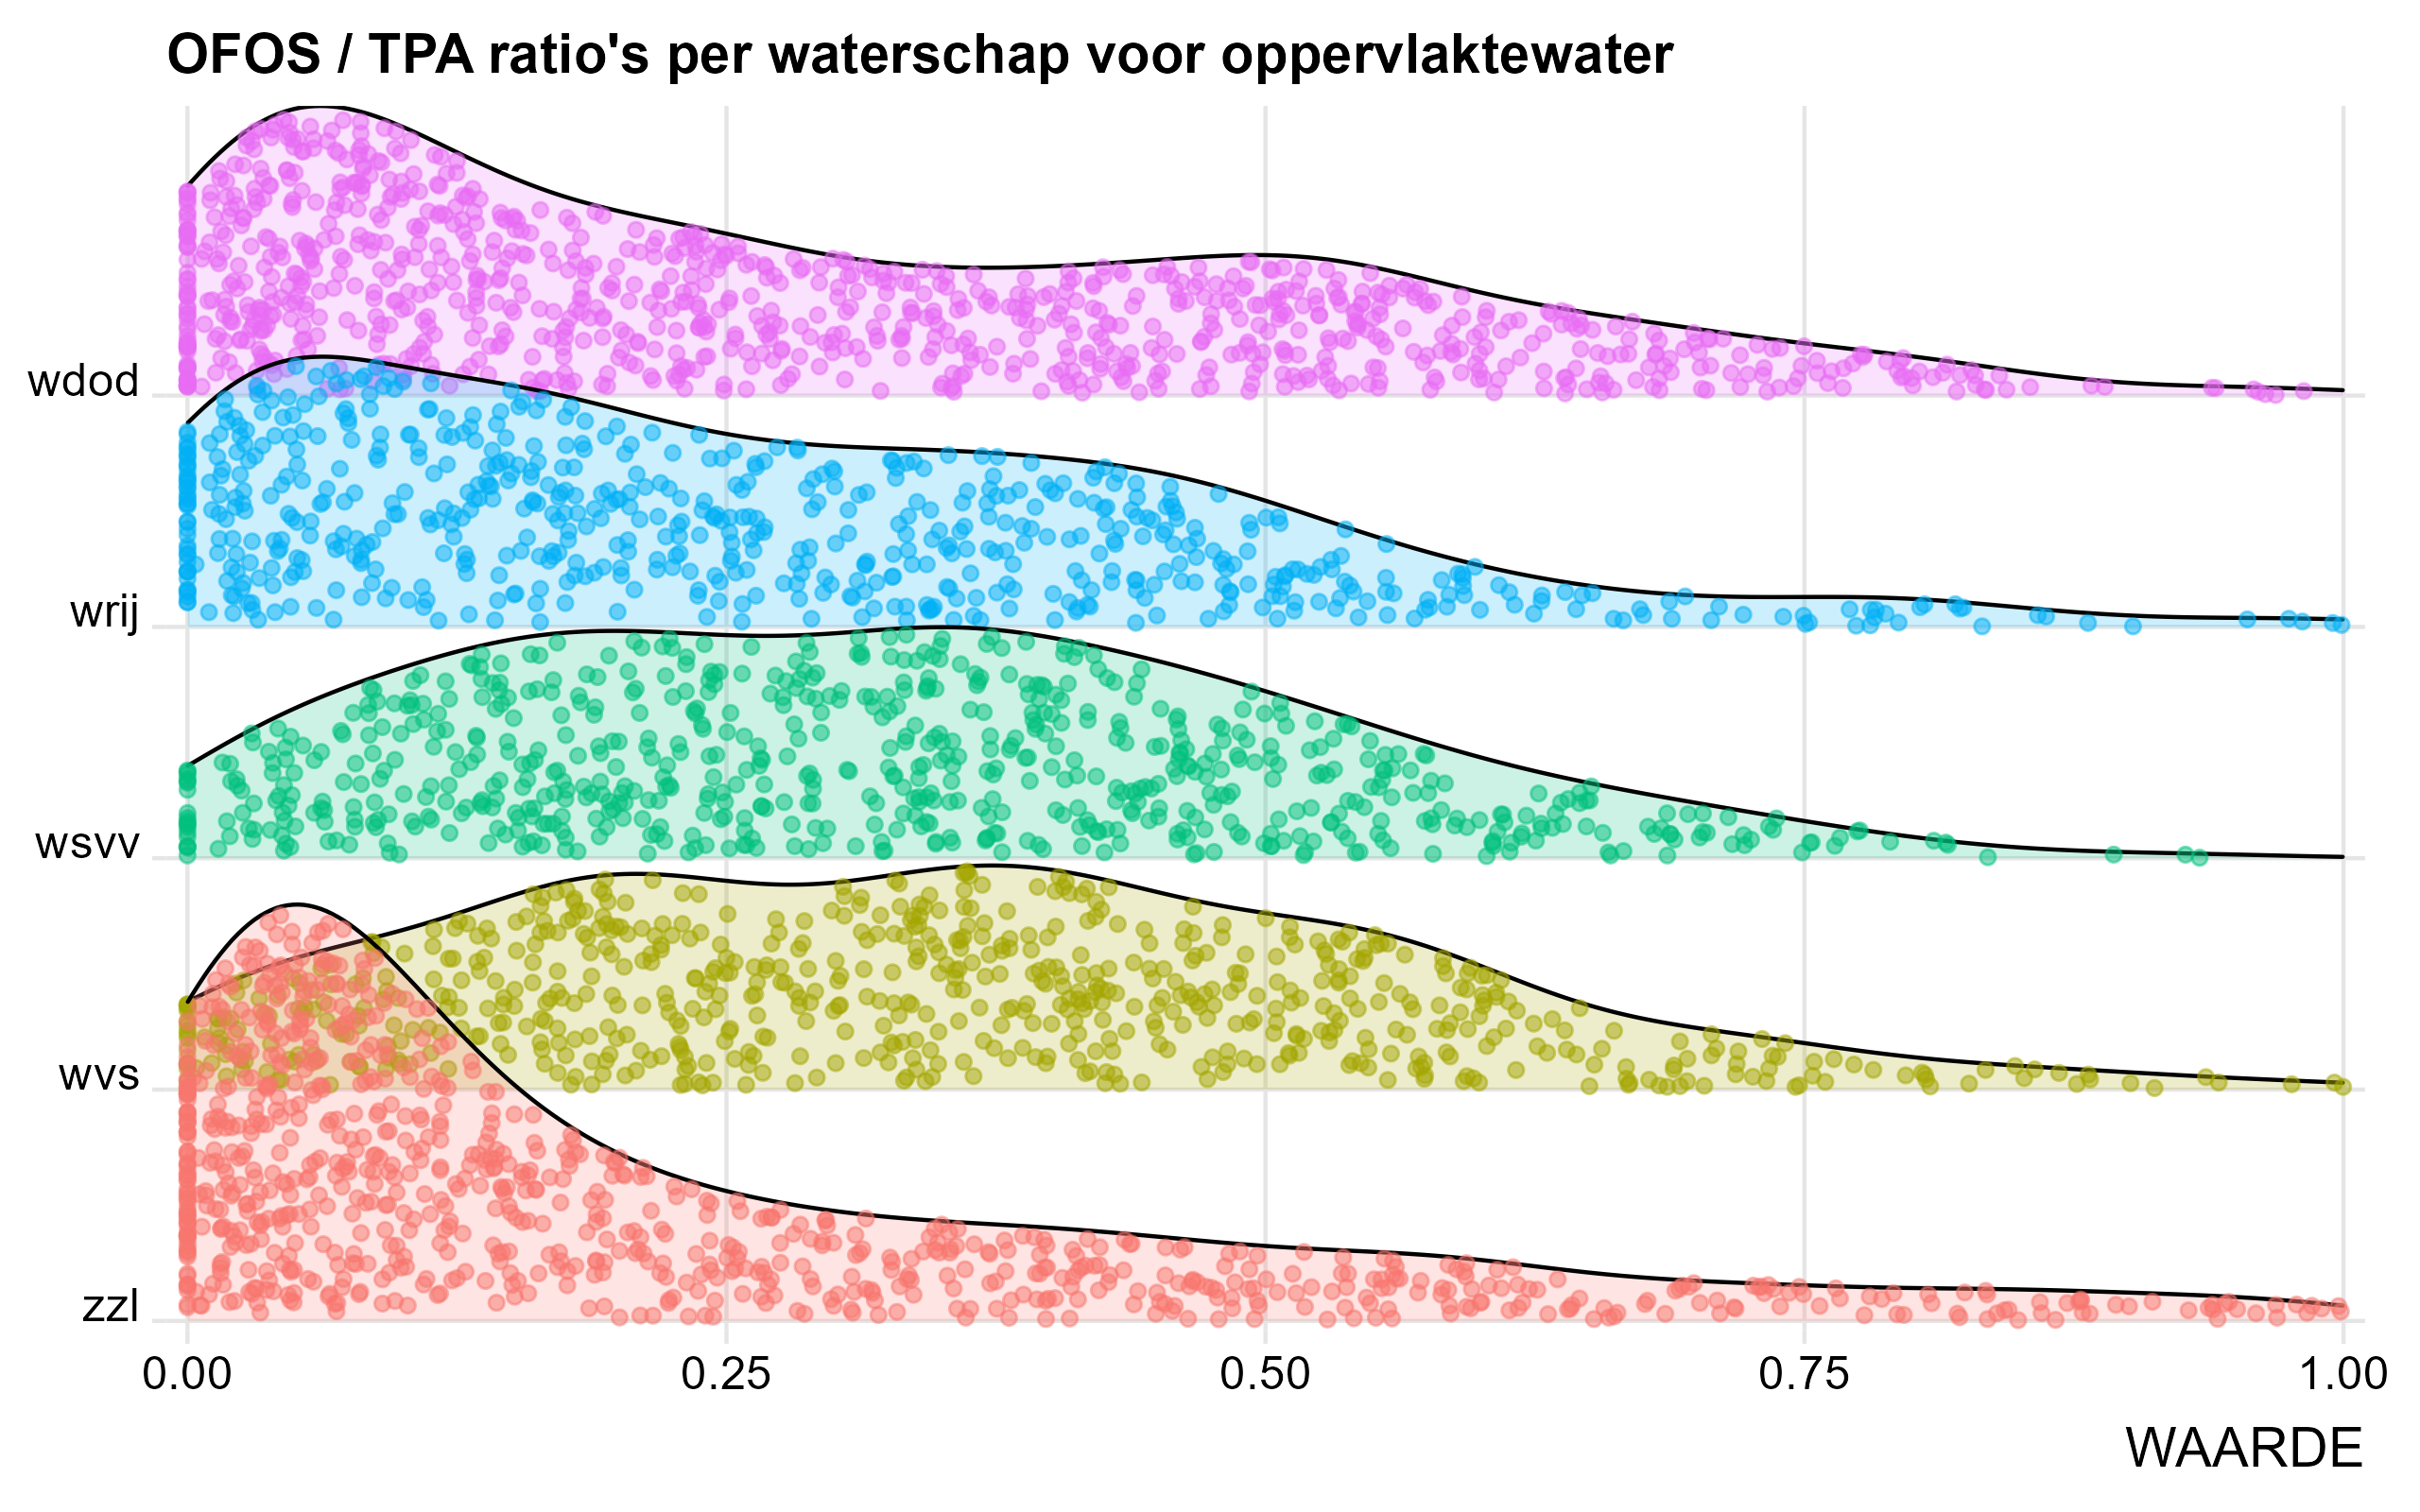 OFOS / TPA ratio's per waterschap voor oppervlaktewater
wdod
wrij
wsvv
wvs
zzl
0.00 0.25 0.50 0.75 1.00
WAARDE